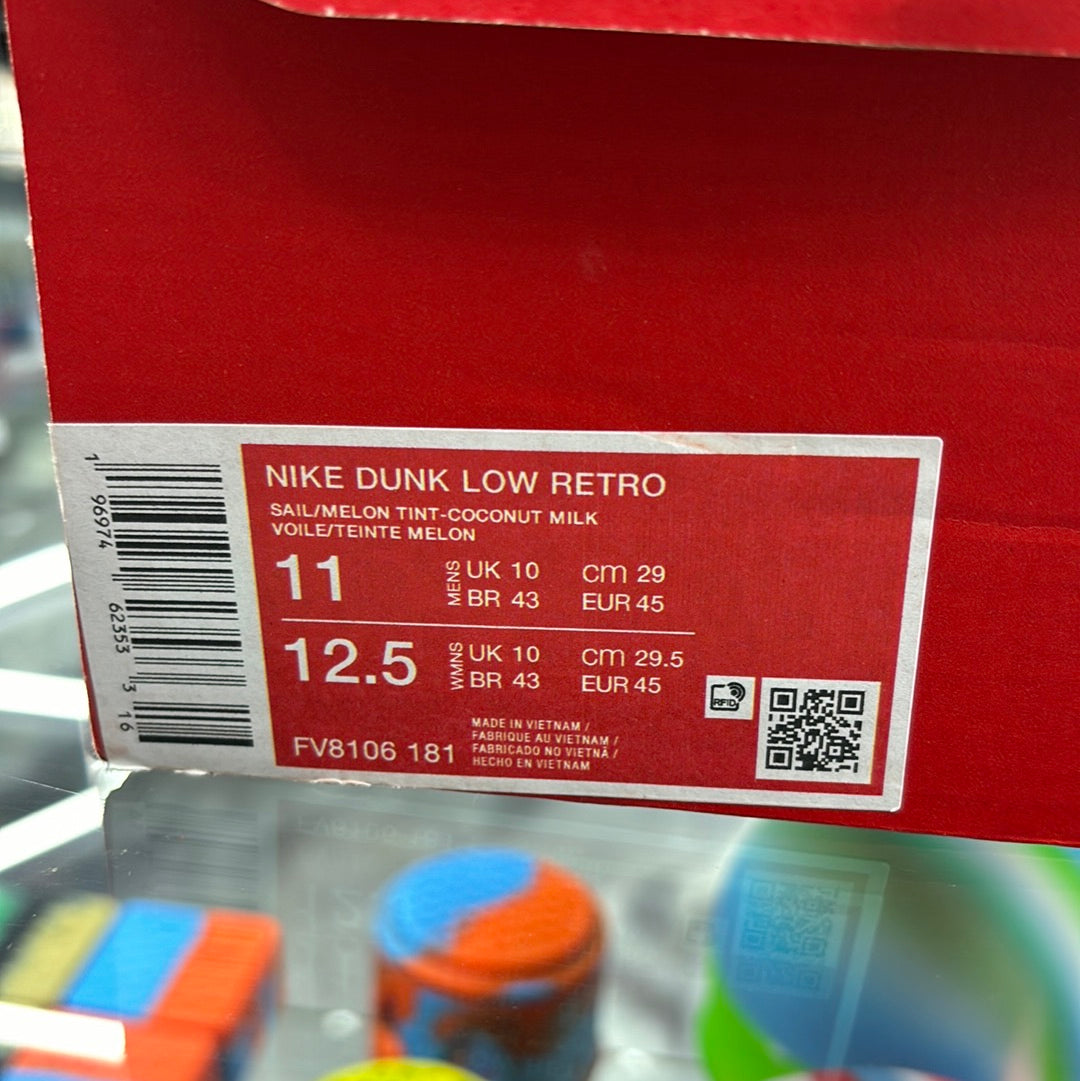 NIKE DUNK LOW RETRO
SAIL/MELON TINT-COCONUT MILK
VOILE/TEINTE MELON
11 MENS UK 10 cm 29
BR 43 EUR 45
12.5 WMNS UK 10 cm 29.5
BR 43 EUR 45
RFID
FV8106 181
MADE IN VIETNAM /
FABRIQUE AU VIETNAM /
FABRICADO NO VIETNÃ /
HECHO EN VIETNAM
1 96974 62353 3 16